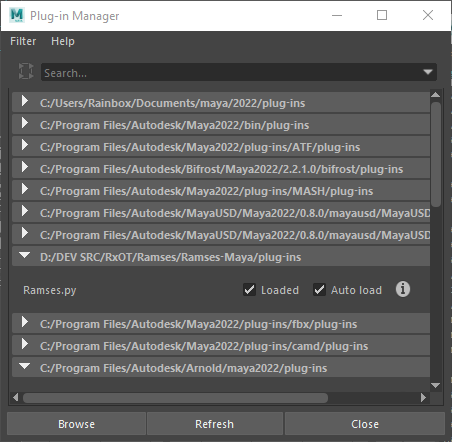 Plug-in Manager
Filter Help
Search...
C:/Users/Rainbox/Documents/maya/2022/plug-ins
C:/Program Files/Autodesk/Maya2022/bin/plug-ins
C:/Program Files/Autodesk/Maya2022/plug-ins/ATF/plug-ins
C:/Program Files/Autodesk/Bifrost/Maya2022/2.2.1.0/bifrost/plug-ins
C:/Program Files/Autodesk/Maya2022/plug-ins/MASH/plug-ins
C:/Program Files/Autodesk/MayaUSD/Maya2022/0.8.0/mayausd/MayaUSD
C:/Program Files/Autodesk/MayaUSD/Maya2022/0.8.0/mayausd/MayaUSD
D:/DEV SRC/RxOT/Ramses/Ramses-Maya/plug-ins
Ramses.py Loaded Auto load
C:/Program Files/Autodesk/Maya2022/plug-ins/fbx/plug-ins
C:/Program Files/Autodesk/Maya2022/plug-ins/camd/plug-ins
C:/Program Files/Autodesk/Arnold/maya2022/plug-ins
Browse Refresh Close